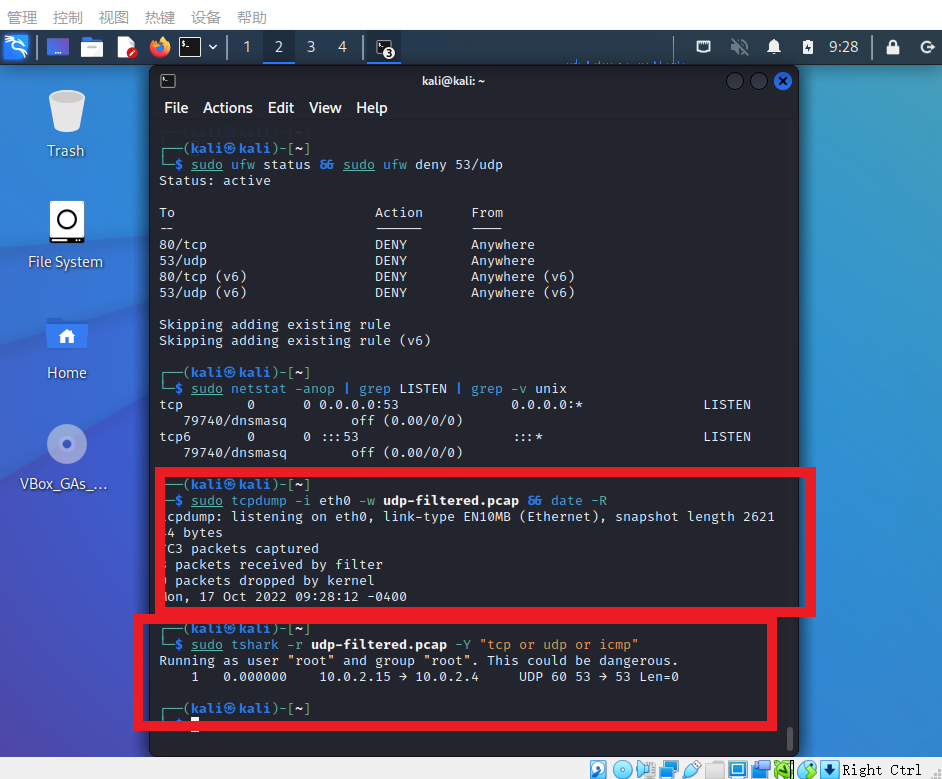 管理 控制 视图 热键 设备 帮助
1 2 3 4 3 9:28
kali@kali: ~
File Actions Edit View Help
Trash
File System
Home
VBox_GAs_...
┌──(kali㉿kali)-[~]
└─$ sudo ufw status && sudo ufw deny 53/udp
Status: active
To Action From
-- ------ ----
80/tcp DENY Anywhere
53/udp DENY Anywhere
80/tcp (v6) DENY Anywhere (v6)
53/udp (v6) DENY Anywhere (v6)
Skipping adding existing rule
Skipping adding existing rule (v6)
┌──(kali㉿kali)-[~]
└─$ sudo netstat -anop | grep LISTEN | grep -v unix
tcp 0 0 0.0.0.0:53 0.0.0.0:* LISTEN
79740/dnsmasq off (0.00/0/0)
tcp6 0 0 :::53 :::* LISTEN
79740/dnsmasq off (0.00/0/0)
──(kali㉿kali)-[~]
─$ sudo tcpdump -i eth0 -w udp-filtered.pcap && date -R
tcpdump: listening on eth0, link-type EN10MB (Ethernet), snapshot length 2621
4 bytes
C3 packets captured
packets received by filter
packets dropped by kernel
Mon, 17 Oct 2022 09:28:12 -0400
┌──(kali㉿kali)-[~]
└─$ sudo tshark -r udp-filtered.pcap -Y "tcp or udp or icmp"
Running as user "root" and group "root". This could be dangerous.
1 0.000000 10.0.2.15 → 10.0.2.4 UDP 60 53 → 53 Len=0
┌──(kali㉿kali)-[~]
Right Ctrl